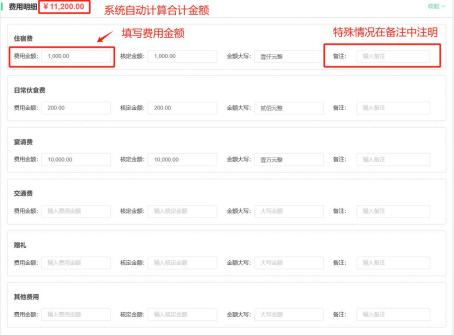 费用明细 ¥11,200.00 系统自动计算合计金额 收起
填写费用金额 特殊情况在备注中注明
住宿费
费用金额: 1,000.00 核定金额: 1,000.00 金额大写: 壹仟元整 备注: 输入备注
日常伙食费
费用金额: 200.00 核定金额: 200.00 金额大写: 贰佰元整 备注: 输入备注
宴请费
费用金额: 10,000.00 核定金额: 10,000.00 金额大写: 壹万元整 备注: 输入备注
交通费
费用金额: 输入费用金额 核定金额: 输入核定金额 金额大写: 大写金额 备注: 输入备注
赠礼
费用金额: 输入费用金额 核定金额: 输入核定金额 金额大写: 大写金额 备注: 输入备注
其他费用
费用金额: 输入费用金额 核定金额: 输入核定金额 金额大写: 大写金额 备注: 输入备注